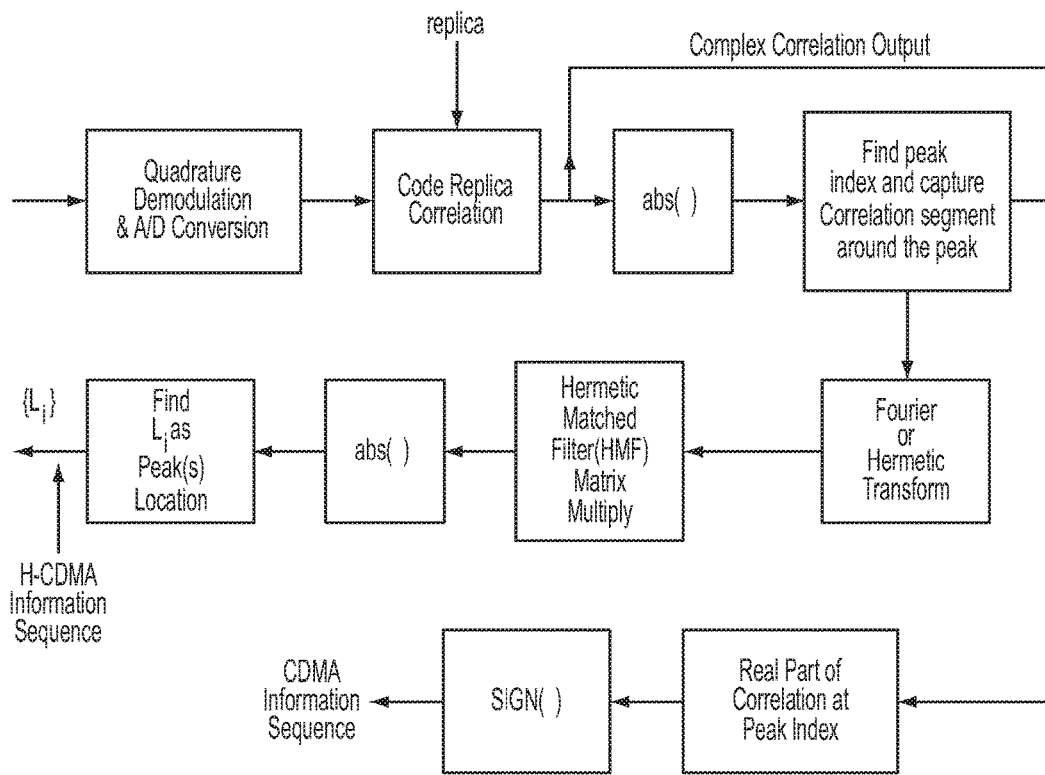 replica
Complex Correlation Output
Quadrature
Demodulation
& A/D Conversion
Code Replica
Correlation
abs( )
Find peak
index and capture
Correlation segment
around the peak
{Li}
Find
Li as
Peak(s)
Location
abs( )
Hermetic
Matched
Filter(HMF)
Matrix
Multiply
Fourier
or
Hermetic
Transform
H-CDMA
Information
Sequence
CDMA
Information
Sequence
SIGN( )
Real Part of
Correlation at
Peak Index